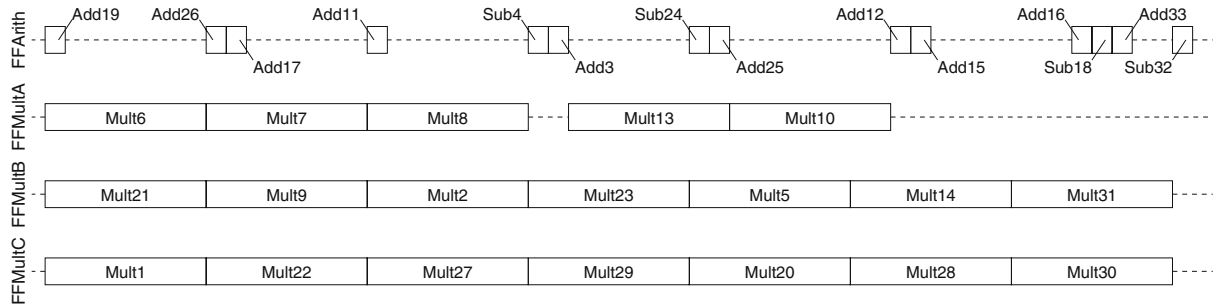 FFArith
Add19 Add26 Add11 Sub4 Sub24 Add12 Add16 Add33
Add17 Add3 Add25 Add15 Sub18 Sub32
FFMultA
Mult6 Mult7 Mult8 Mult13 Mult10
FFMultB
Mult21 Mult9 Mult2 Mult23 Mult5 Mult14 Mult31
FFMultC
Mult1 Mult22 Mult27 Mult29 Mult20 Mult28 Mult30